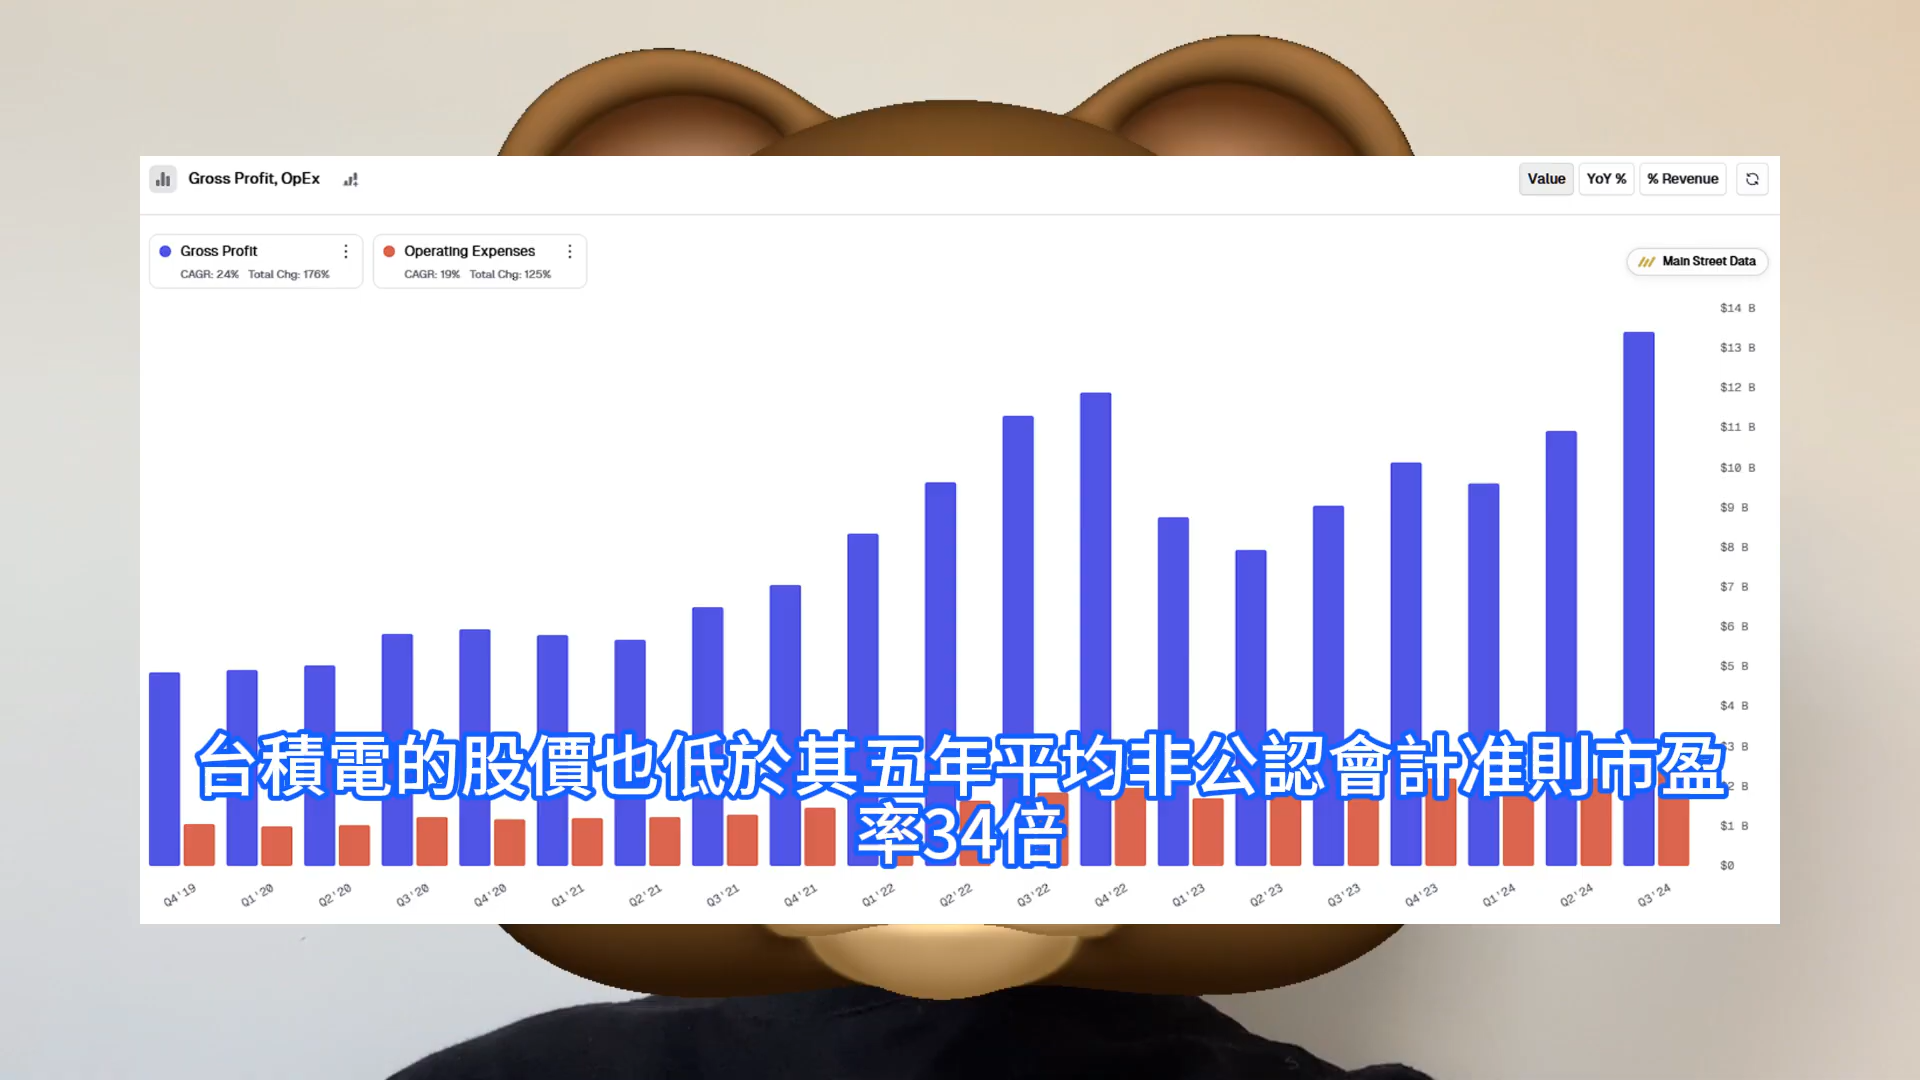 Gross Profit, OpEx
Value YoY % % Revenue
Gross Profit
CAGR: 24% Total Chg: 176%
Operating Expenses
CAGR: 19% Total Chg: 125%
Main Street Data
$14 B
$13 B
$12 B
$11 B
$10 B
$9 B
$8 B
$7 B
$6 B
$5 B
$4 B
$3 B
$2 B
$1 B
$0
台積電的股價也低於其五年平均非公認會計准則市盈
率34倍
Q4'19 Q1'20 Q2'20 Q3'20 Q4'20 Q1'21 Q2'21 Q3'21 Q4'21 Q1'22 Q2'22 Q3'22 Q4'22 Q1'23 Q2'23 Q3'23 Q4'23 Q1'24 Q2'24 Q3'24